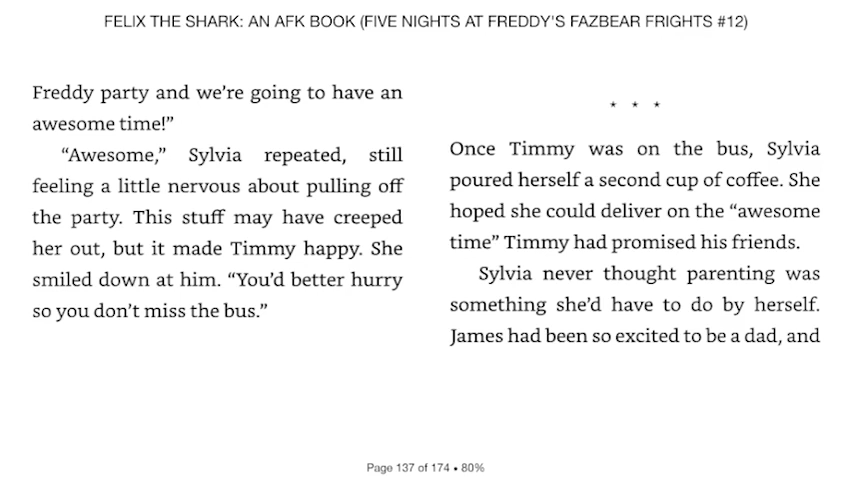 FELIX THE SHARK: AN AFK BOOK (FIVE NIGHTS AT FREDDY'S FAZBEAR FRIGHTS #12)
Freddy party and we’re going to have an
awesome time!”
“Awesome,” Sylvia repeated, still
feeling a little nervous about pulling off
the party. This stuff may have creeped
her out, but it made Timmy happy. She
smiled down at him. “You’d better hurry
so you don’t miss the bus.”
* * *
Once Timmy was on the bus, Sylvia
poured herself a second cup of coffee. She
hoped she could deliver on the “awesome
time” Timmy had promised his friends.
Sylvia never thought parenting was
something she’d have to do by herself.
James had been so excited to be a dad, and
Page 137 of 174 • 80%